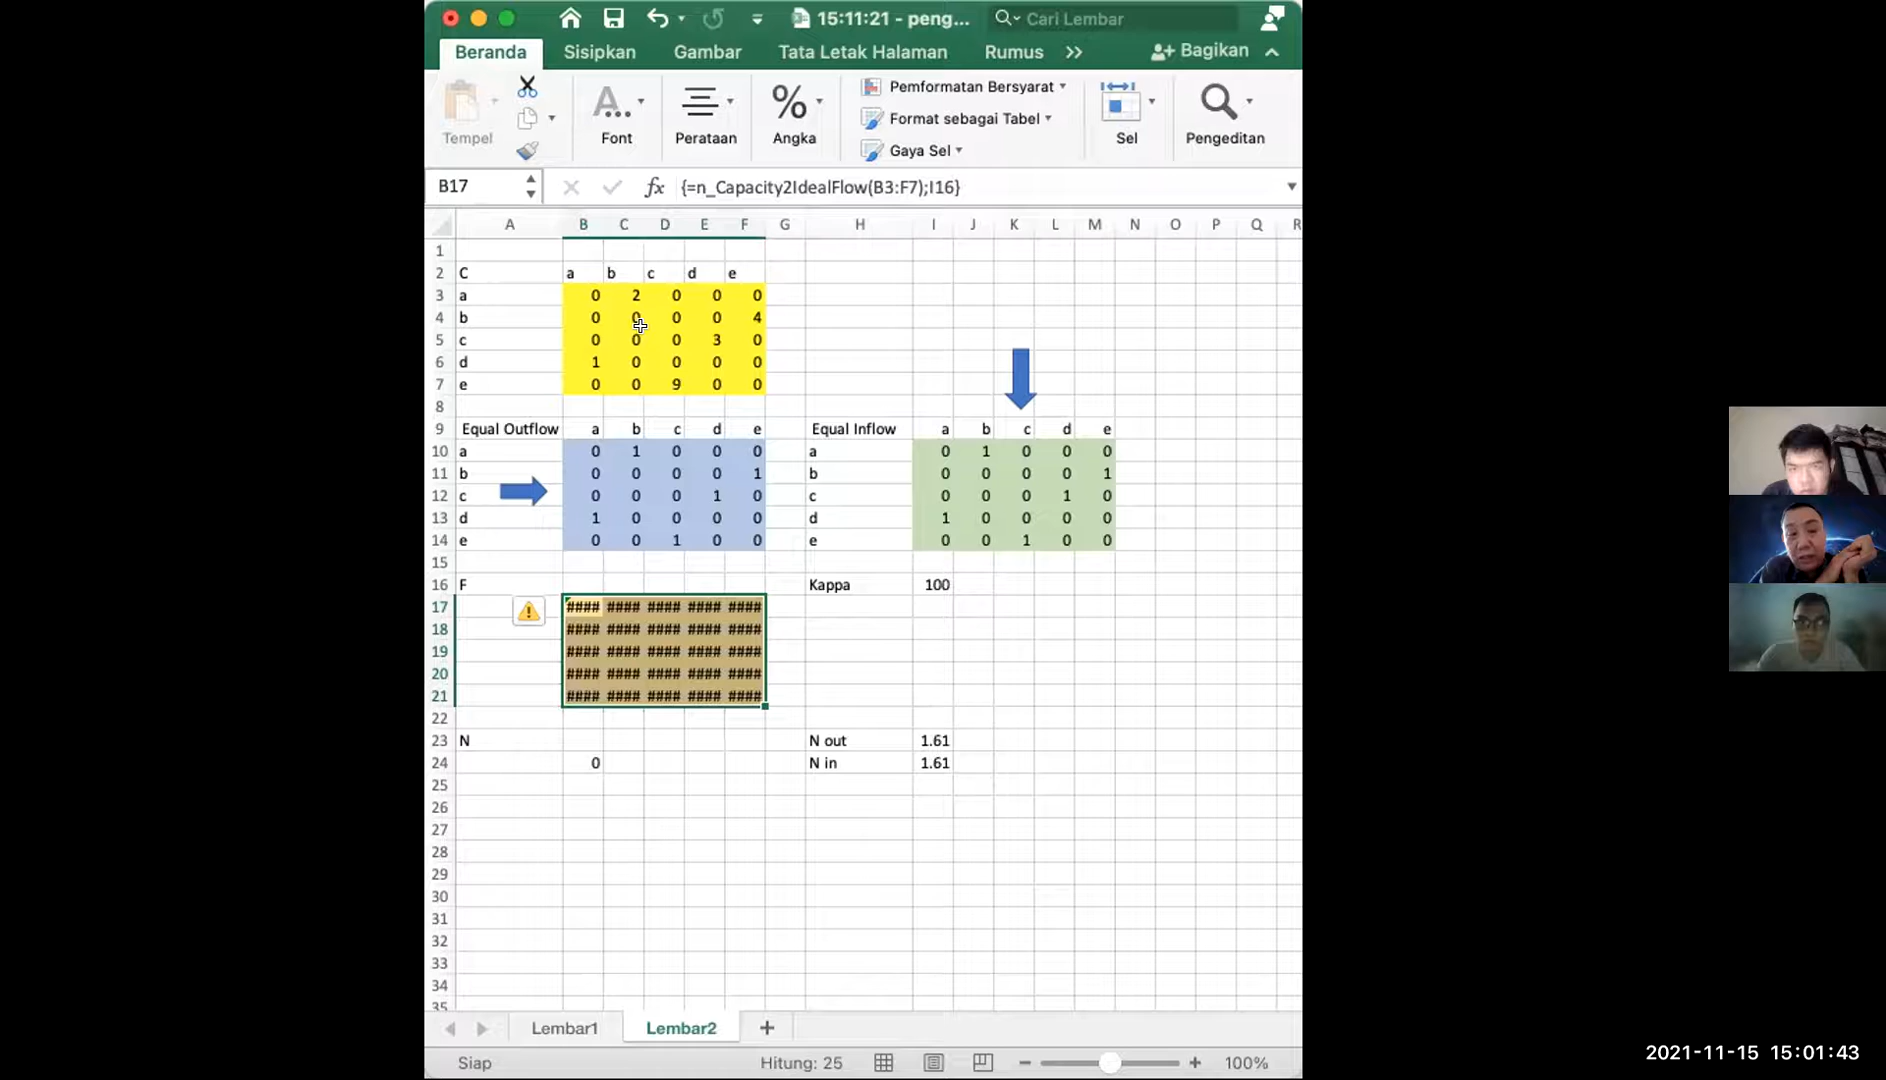 15:11:21 - peng...
Cari Lembar
Beranda Sisipkan Gambar Tata Letak Halaman Rumus >> Bagikan
Tempel
A...
Font
Perataan
%
Angka
Pemformatan Bersyarat
Format sebagai Tabel
Gaya Sel
Sel
Pengeditan
B17 fx {=n_Capacity2IdealFlow(B3:F7);I16}
A B C D E F G H I J K L M N O P Q R
1
2 C a b c d e
3 a 0 2 0 0 0
4 b 0 0 0 0 4
5 c 0 0 0 3 0
6 d 1 0 0 0 0
7 e 0 0 9 0 0
8
9 Equal Outflow a b c d e Equal Inflow a b c d e
10 a 0 1 0 0 0 a 0 1 0 0 0
11 b 0 0 0 0 1 b 0 0 0 0 1
12 c 0 0 0 1 0 c 0 0 0 1 0
13 d 1 0 0 0 0 d 1 0 0 0 0
14 e 0 0 1 0 0 e 0 0 1 0 0
15
16 F Kappa 100
17 #### #### #### #### ####
18 #### #### #### #### ####
19 #### #### #### #### ####
20 #### #### #### #### ####
21 #### #### #### #### ####
22
23 N N out 1.61
24 0 N in 1.61
25
26
27
28
29
30
31
32
33
34
35
Lembar1 Lembar2 +
Siap Hitung: 25 100%
2021-11-15 15:01:43